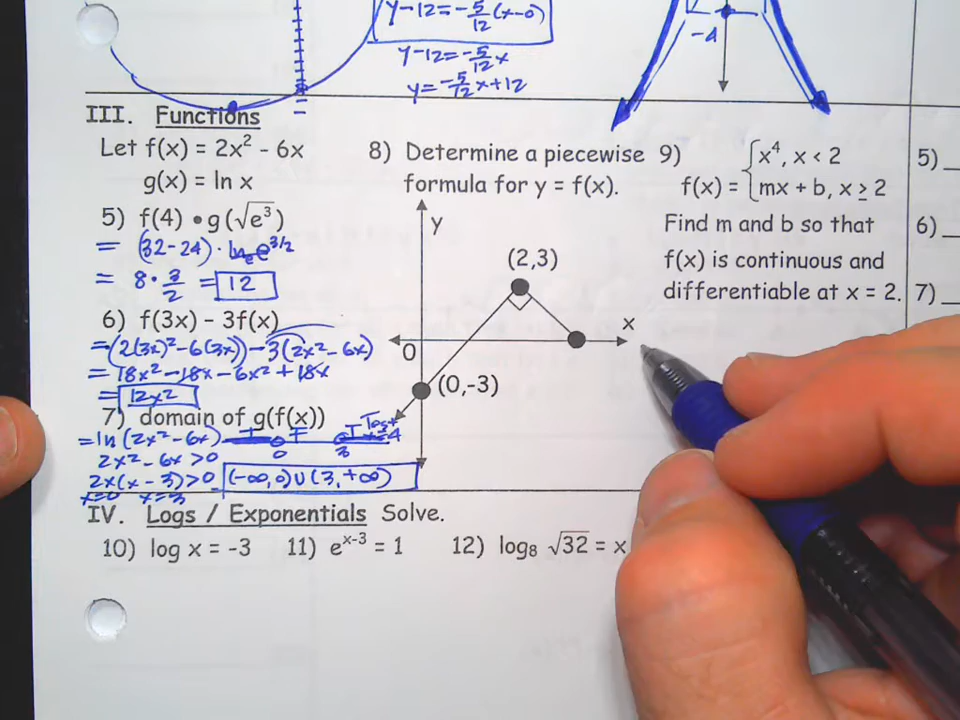 y-12=-5/12(x-0)
y-12=-5/12x
y=-5/12x+12
-4
III. Functions
Let f(x) = 2x² - 6x
g(x) = ln x
5) f(4) • g(√e³)
= (32-24) · ln e^3/2
= 8 · 3/2 = 12
6) f(3x) - 3f(x)
=(2(3x)²-6(3x))-3(2x²-6x)
= 18x²-18x-6x²+18x
= 12x²
7) domain of g(f(x))
=ln(2x²-6x)
2x²-6x>0
2x(x-3)>0
x=0 x=3
T T
0 3
Test
x=4
(-∞,0)∪(3,+∞)
8) Determine a piecewise
formula for y = f(x).
y
(2,3)
x
0
(0,-3)
9)
f(x) = { x⁴, x < 2
mx + b, x ≥ 2
Find m and b so that
f(x) is continuous and
differentiable at x = 2.
5)
6)
7)
IV. Logs / Exponentials Solve.
10) log x = -3 11) e^x-3 = 1 12) log₈ √32 = x